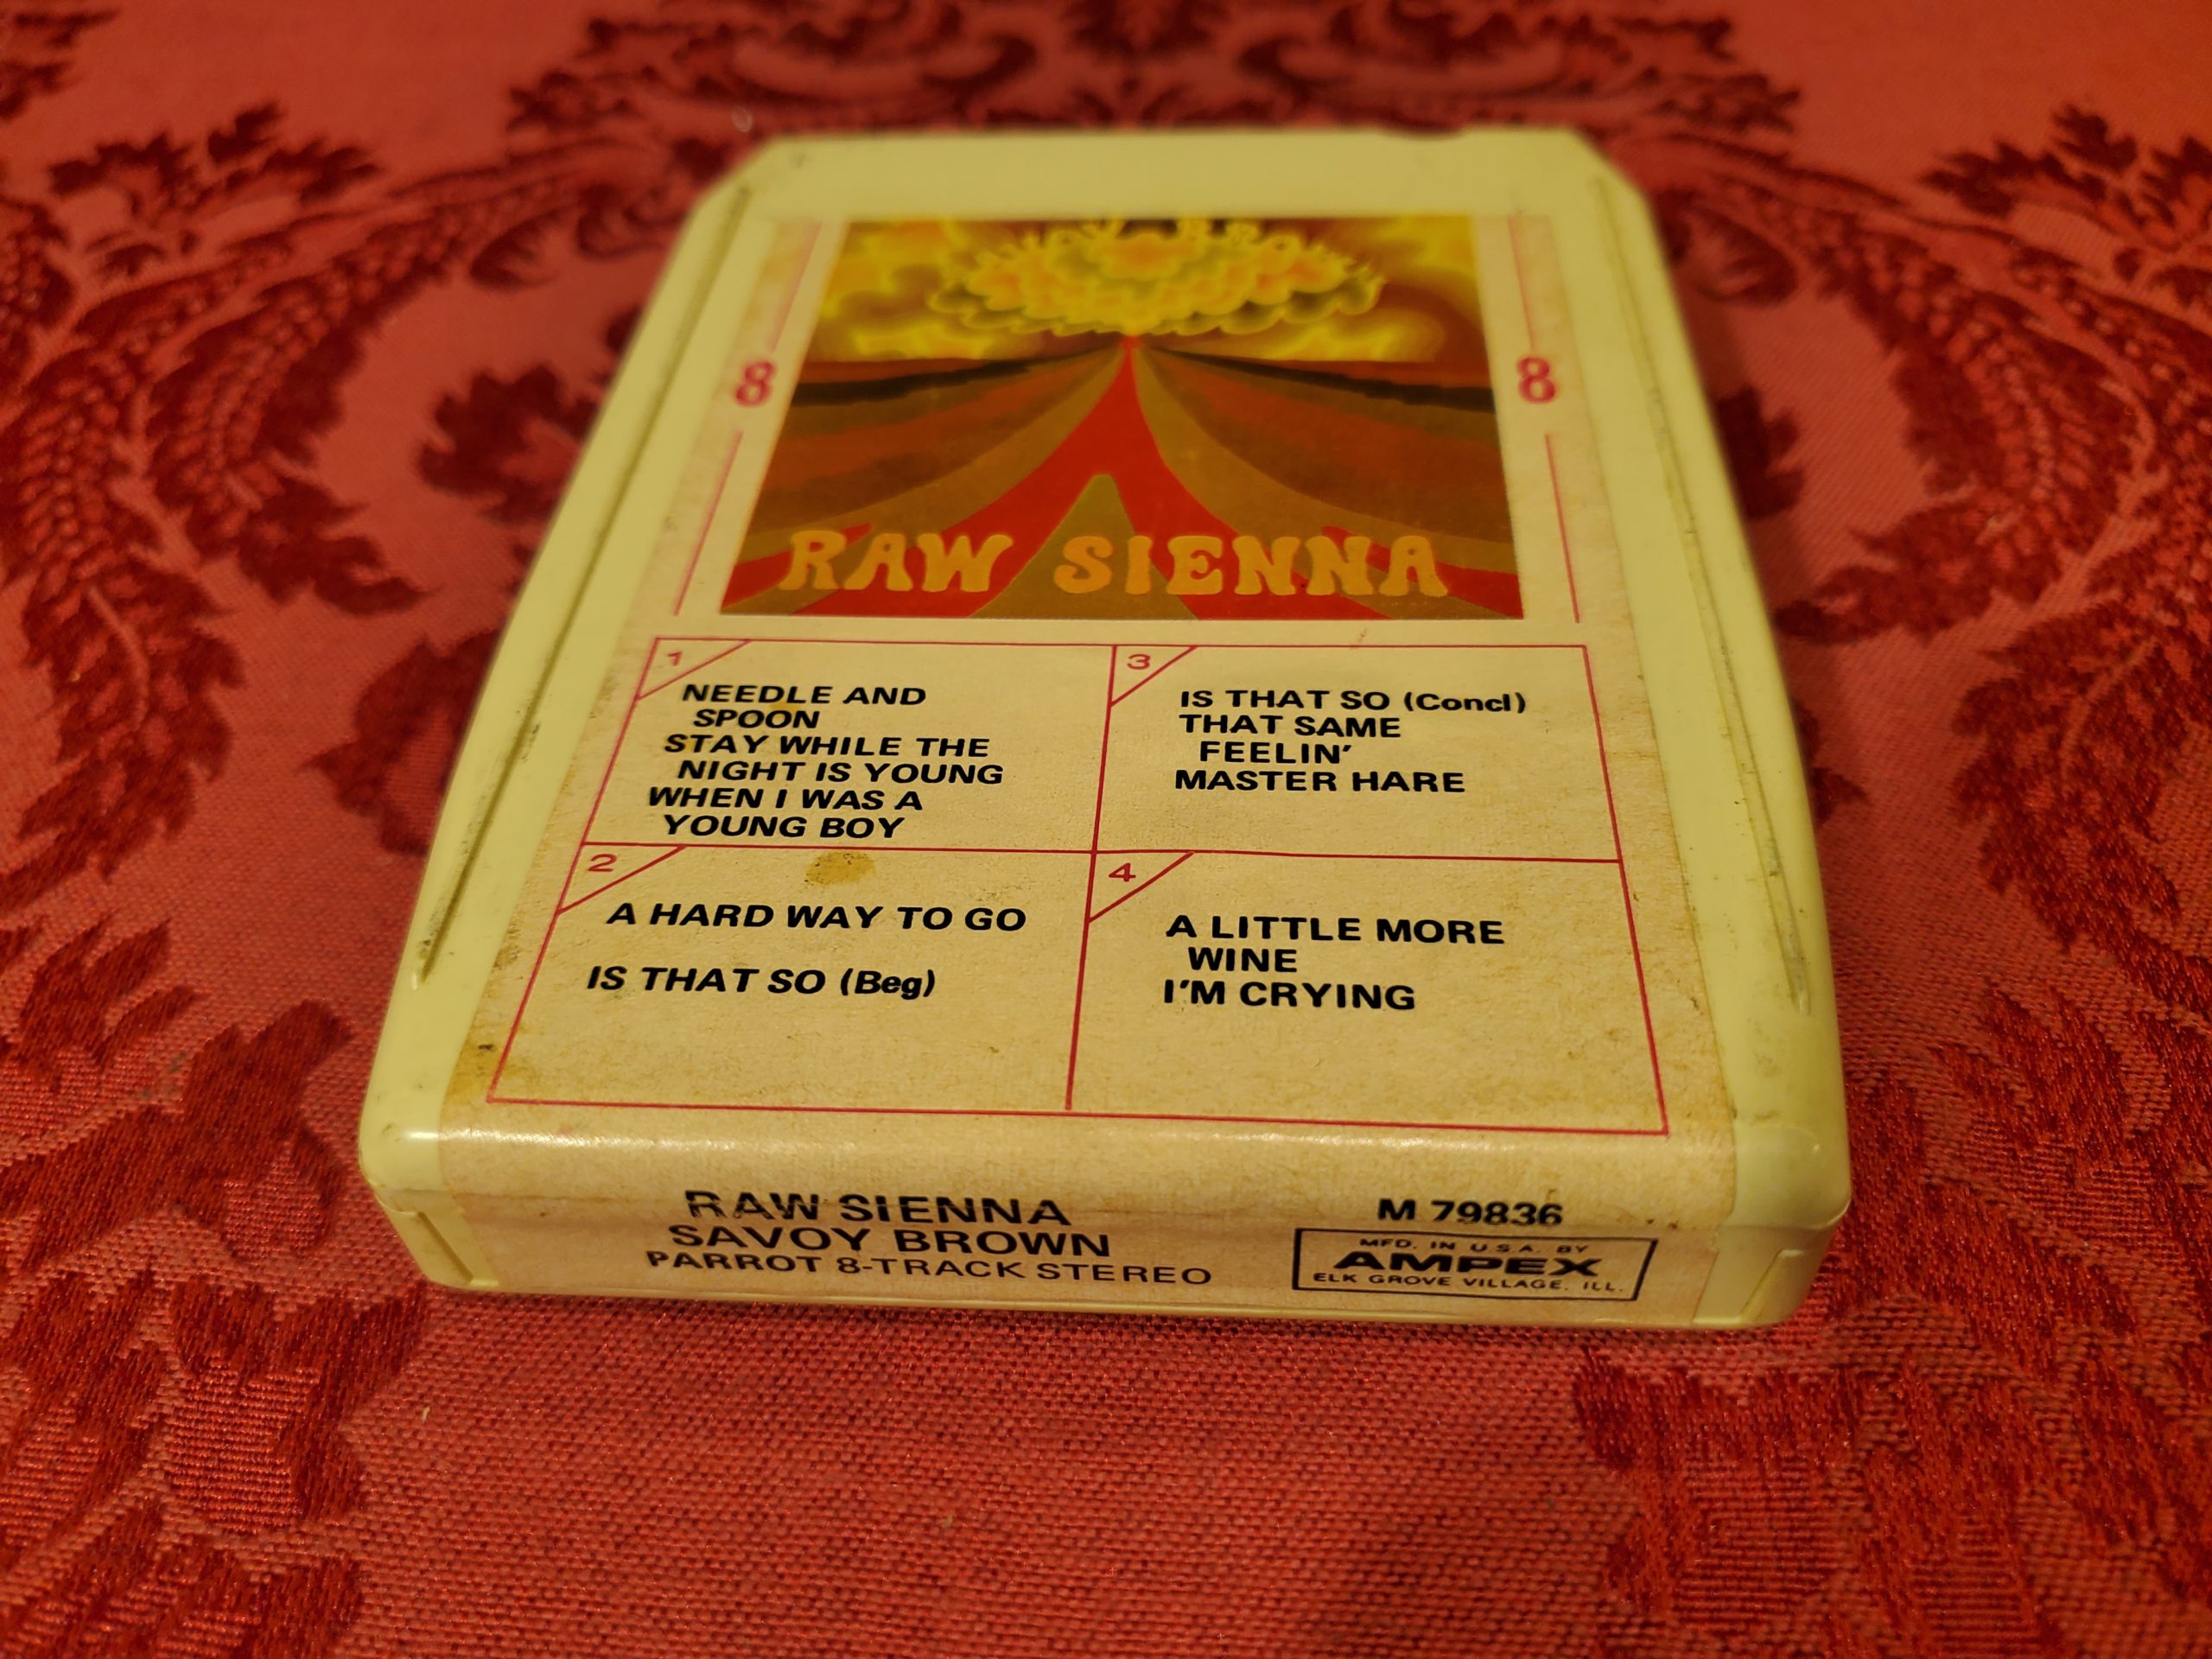 SAVOY BROWN
8
8
RAW SIENNA
1
NEEDLE AND
SPOON
STAY WHILE THE
NIGHT IS YOUNG
WHEN I WAS A
YOUNG BOY
2
A HARD WAY TO GO
IS THAT SO (Beg)
3
IS THAT SO (Concl)
THAT SAME
FEELIN'
MASTER HARE
4
A LITTLE MORE
WINE
I'M CRYING
RAW SIENNA
SAVOY BROWN
PARROT 8-TRACK STEREO
M 79836
MFD. IN U.S.A. BY
AMPEX
ELK GROVE VILLAGE, ILL.